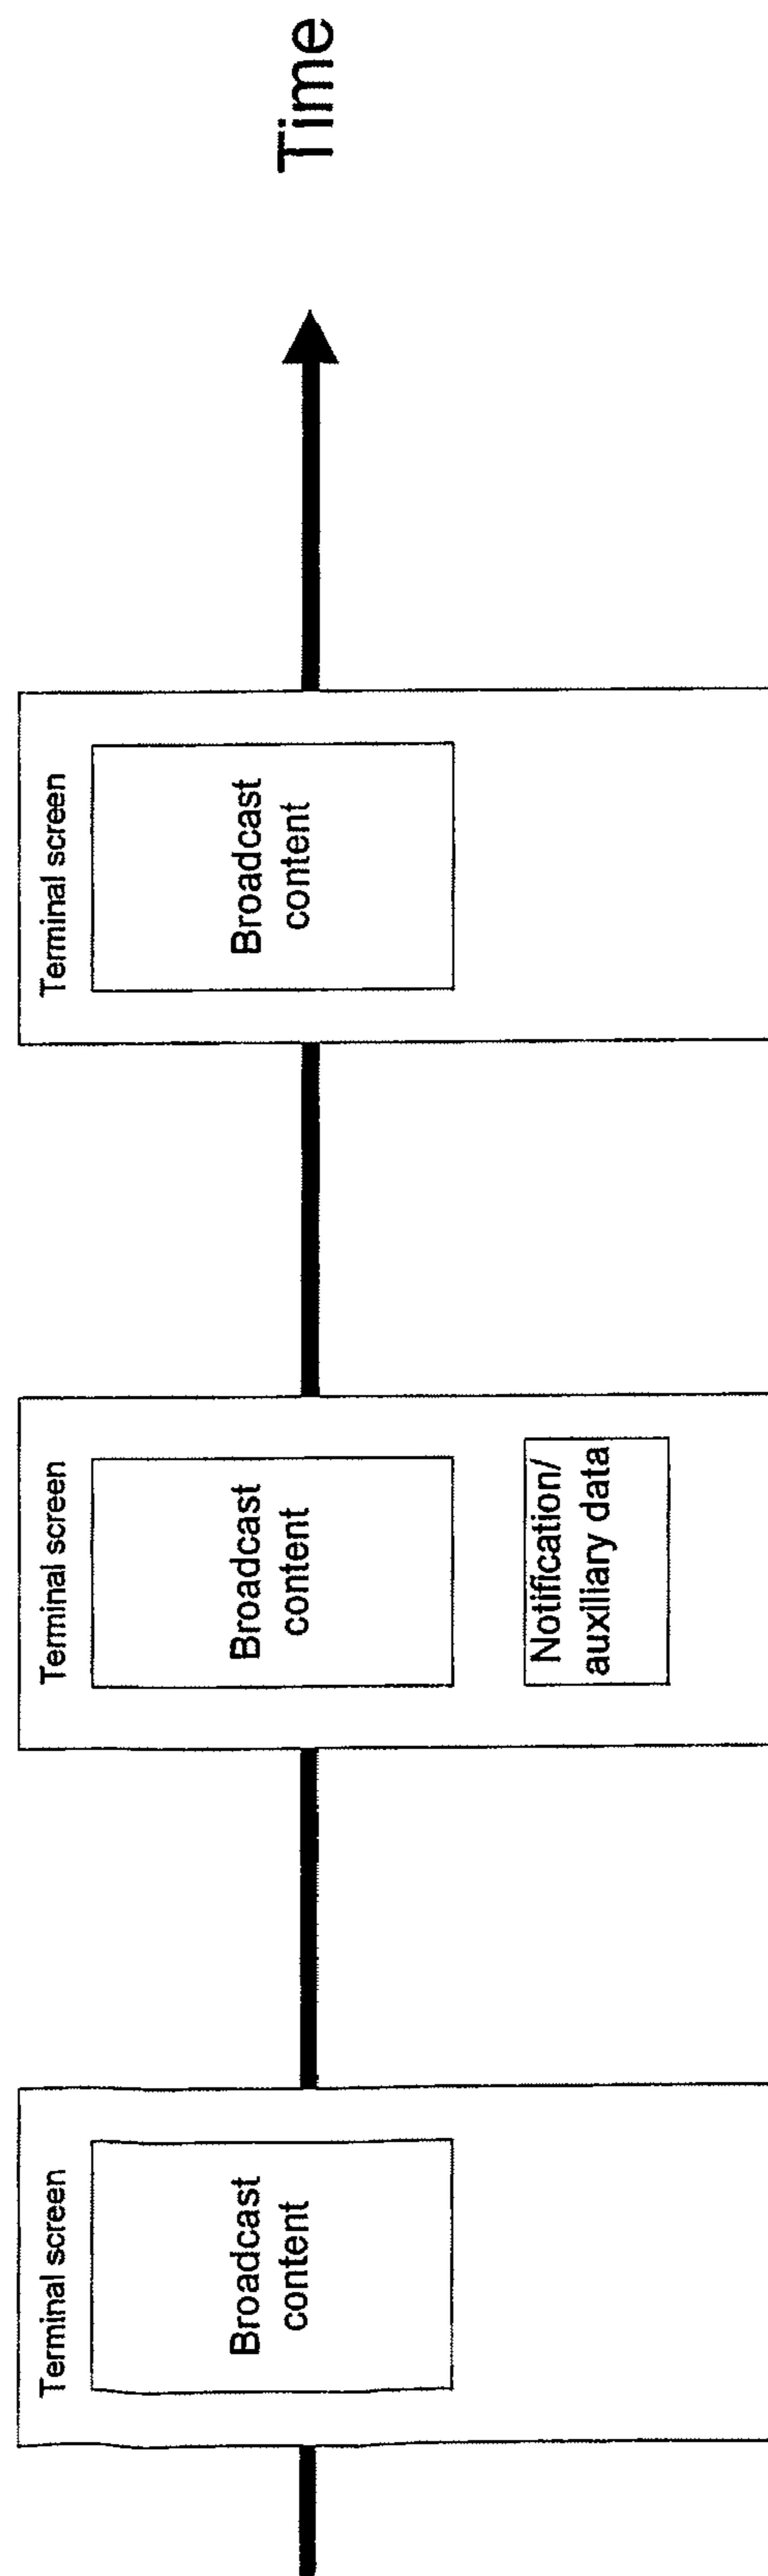 Terminal screen
Broadcast
content
Terminal screen
Broadcast
content
Notification/
auxiliary data
Terminal screen
Broadcast
content
Time